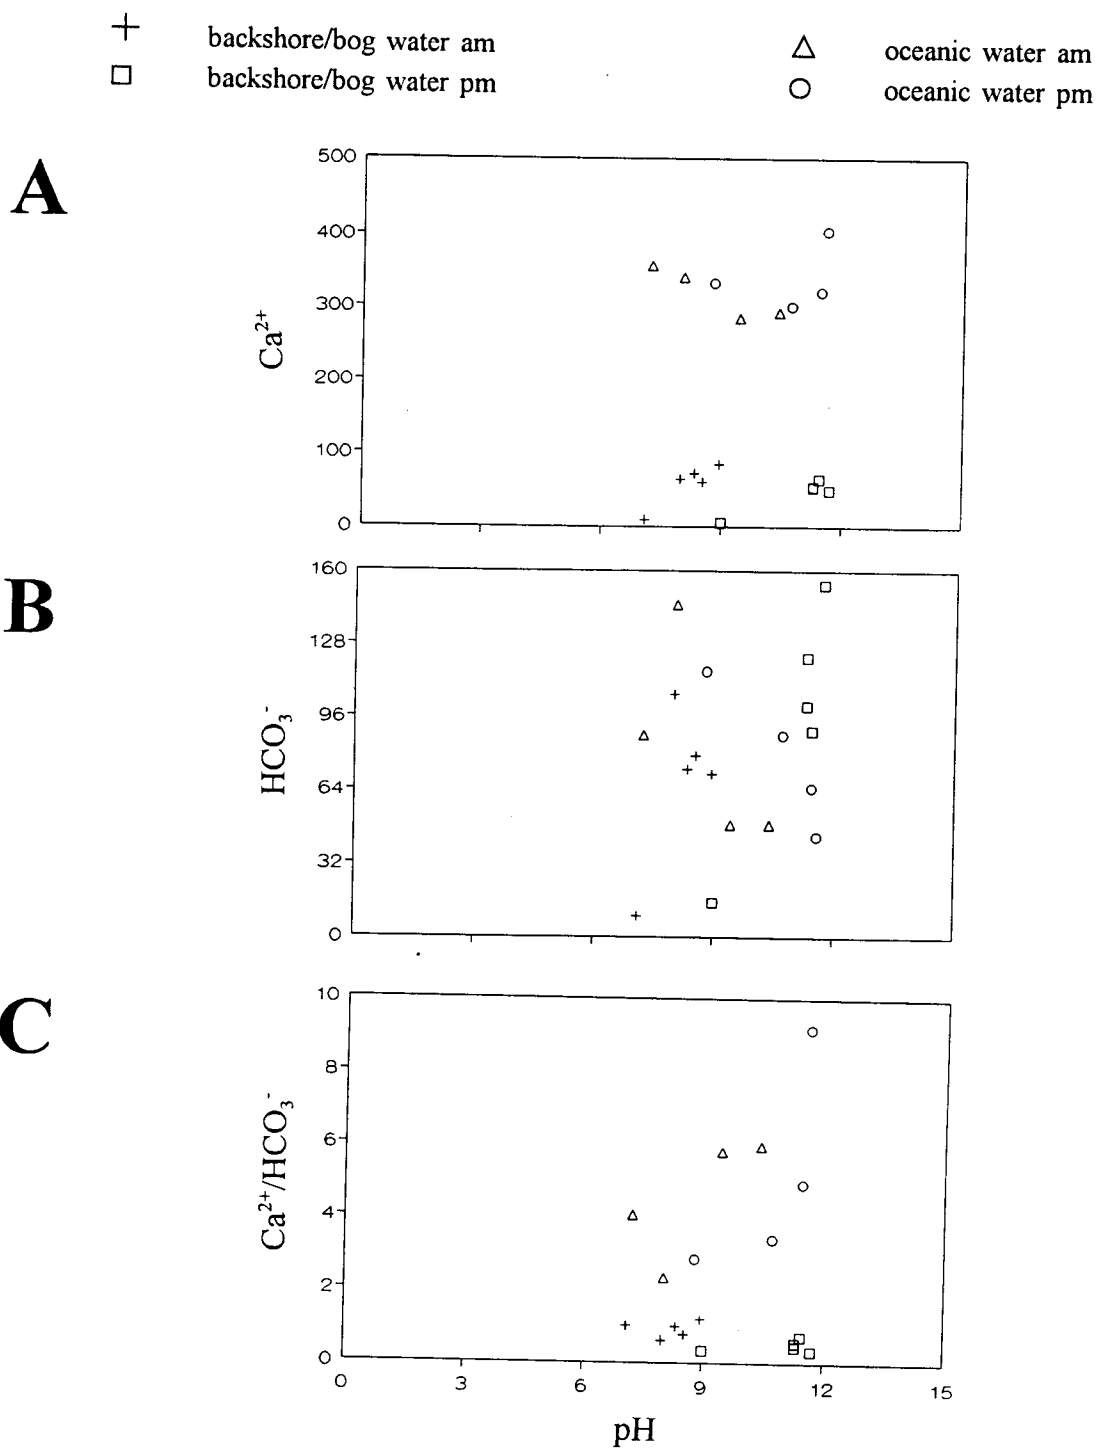 backshore/bog water am
oceanic water am
backshore/bog water pm
oceanic water pm
A
500
400
300
200
100
0
Ca²⁺
B
160
128
96
64
32
0
HCO₃⁻
C
10
8
6
4
2
0
Ca²⁺/HCO₃⁻
0 3 6 9 12 15
pH